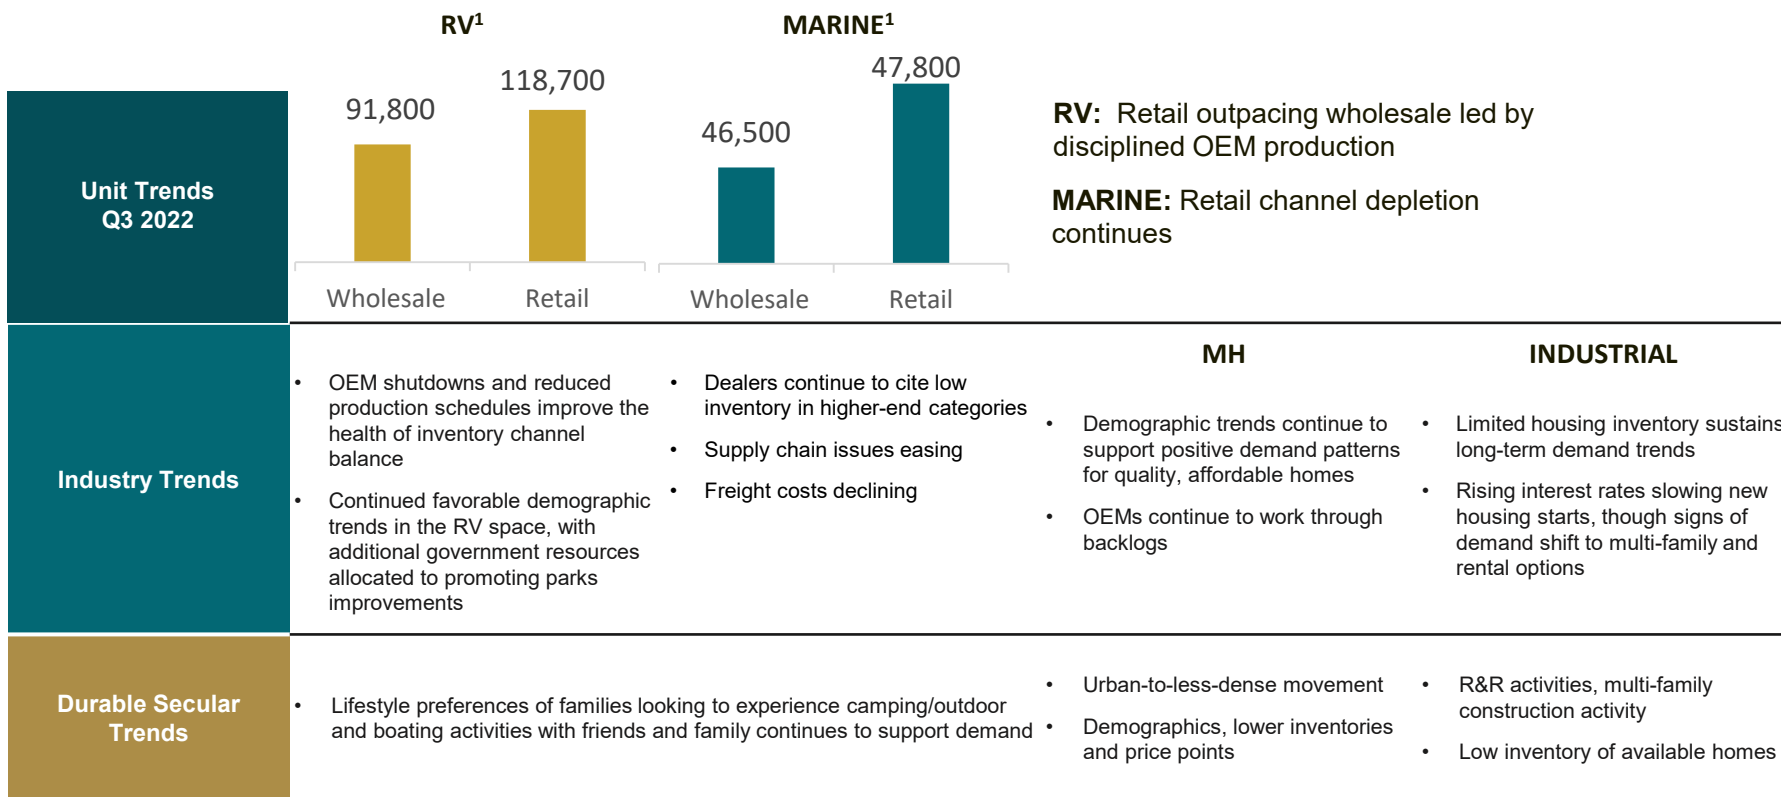 RV¹
MARINE¹
91,800
118,700
46,500
47,800
Wholesale
Retail
Wholesale
Retail
Unit Trends
Q3 2022
RV: Retail outpacing wholesale led by
disciplined OEM production
MARINE: Retail channel depletion
continues
Industry Trends
• OEM shutdowns and reduced
production schedules improve the
health of inventory channel
balance
• Continued favorable demographic
trends in the RV space, with
additional government resources
allocated to promoting parks
improvements
• Dealers continue to cite low
inventory in higher-end categories
• Supply chain issues easing
• Freight costs declining
MH
• Demographic trends continue to
support positive demand patterns
for quality, affordable homes
• OEMs continue to work through
backlogs
INDUSTRIAL
• Limited housing inventory sustains
long-term demand trends
• Rising interest rates slowing new
housing starts, though signs of
demand shift to multi-family and
rental options
Durable Secular
Trends
• Lifestyle preferences of families looking to experience camping/outdoor
and boating activities with friends and family continues to support demand
• Urban-to-less-dense movement
• Demographics, lower inventories
and price points
• R&R activities, multi-family
construction activity
• Low inventory of available homes